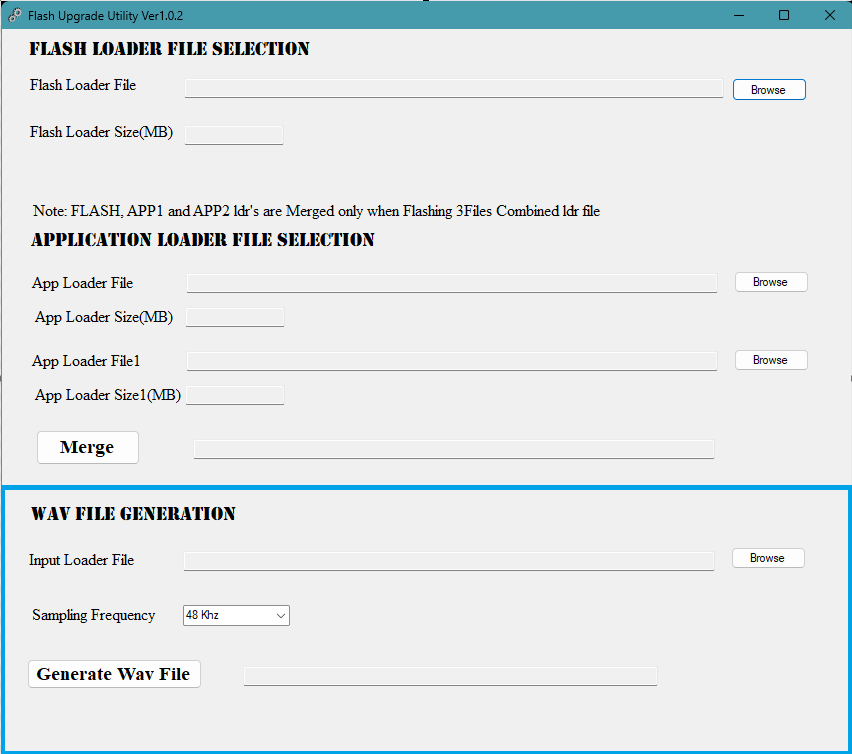 Flash Upgrade Utility Ver1.0.2
FLASH LOADER FILE SELECTION
Flash Loader File
Browse
Flash Loader Size(MB)
Note: FLASH, APP1 and APP2 ldr's are Merged only when Flashing 3Files Combined ldr file
APPLICATION LOADER FILE SELECTION
App Loader File
Browse
App Loader Size(MB)
App Loader File1
Browse
App Loader Size1(MB)
Merge
WAV FILE GENERATION
Input Loader File
Browse
Sampling Frequency
48 Khz
Generate Wav File